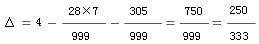 △ = 4 − 28×7/999 − 305/999 = 750/999 = 250/333